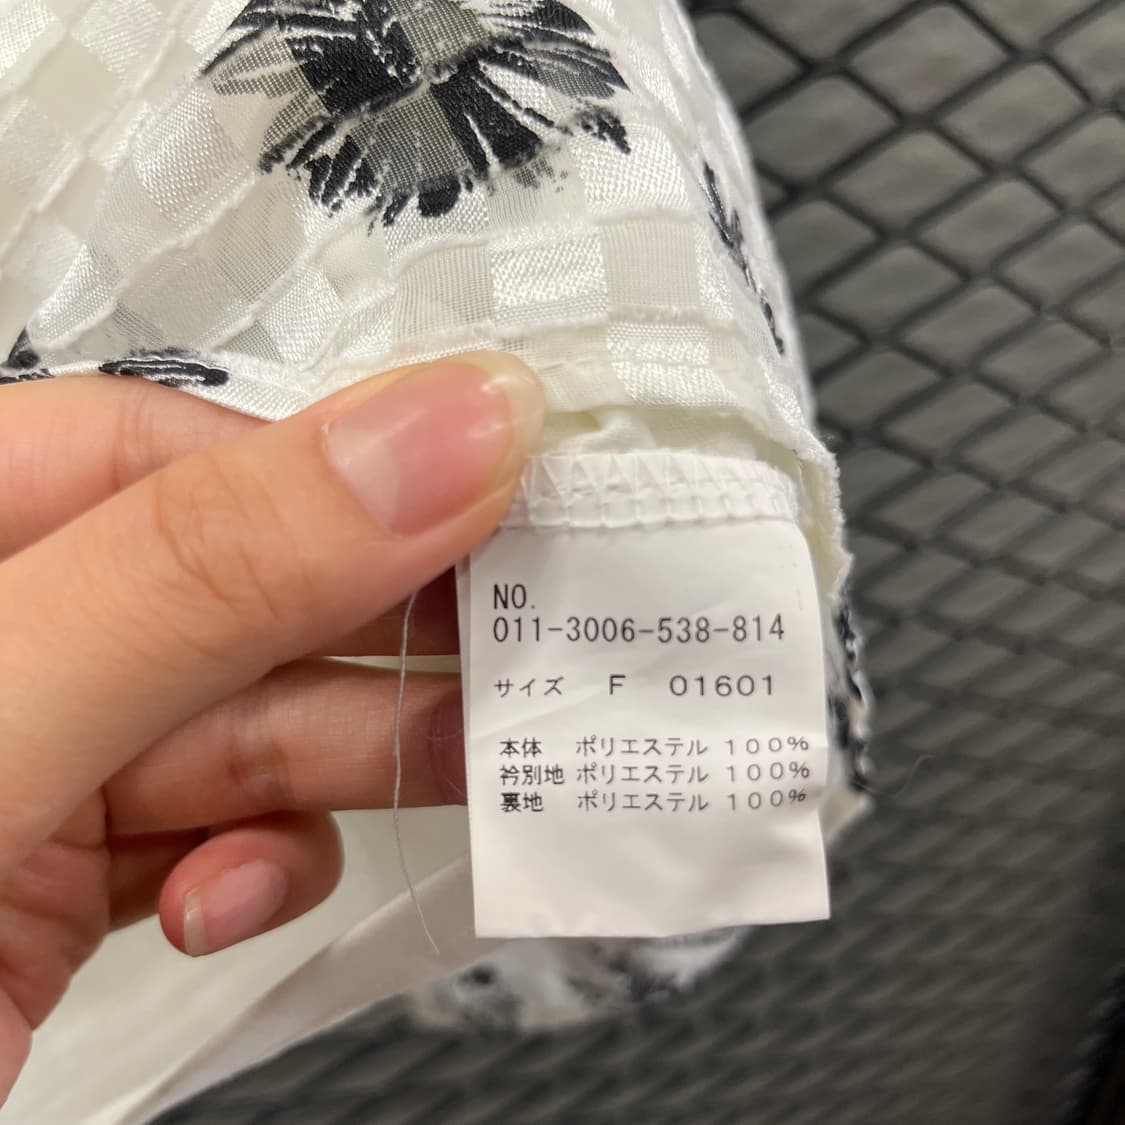 NO.
011-3006-538-814
サイズ F 01601
本体 ポリエステル 100%
衿別地 ポリエステル 100%
裏地 ポリエステル 100%